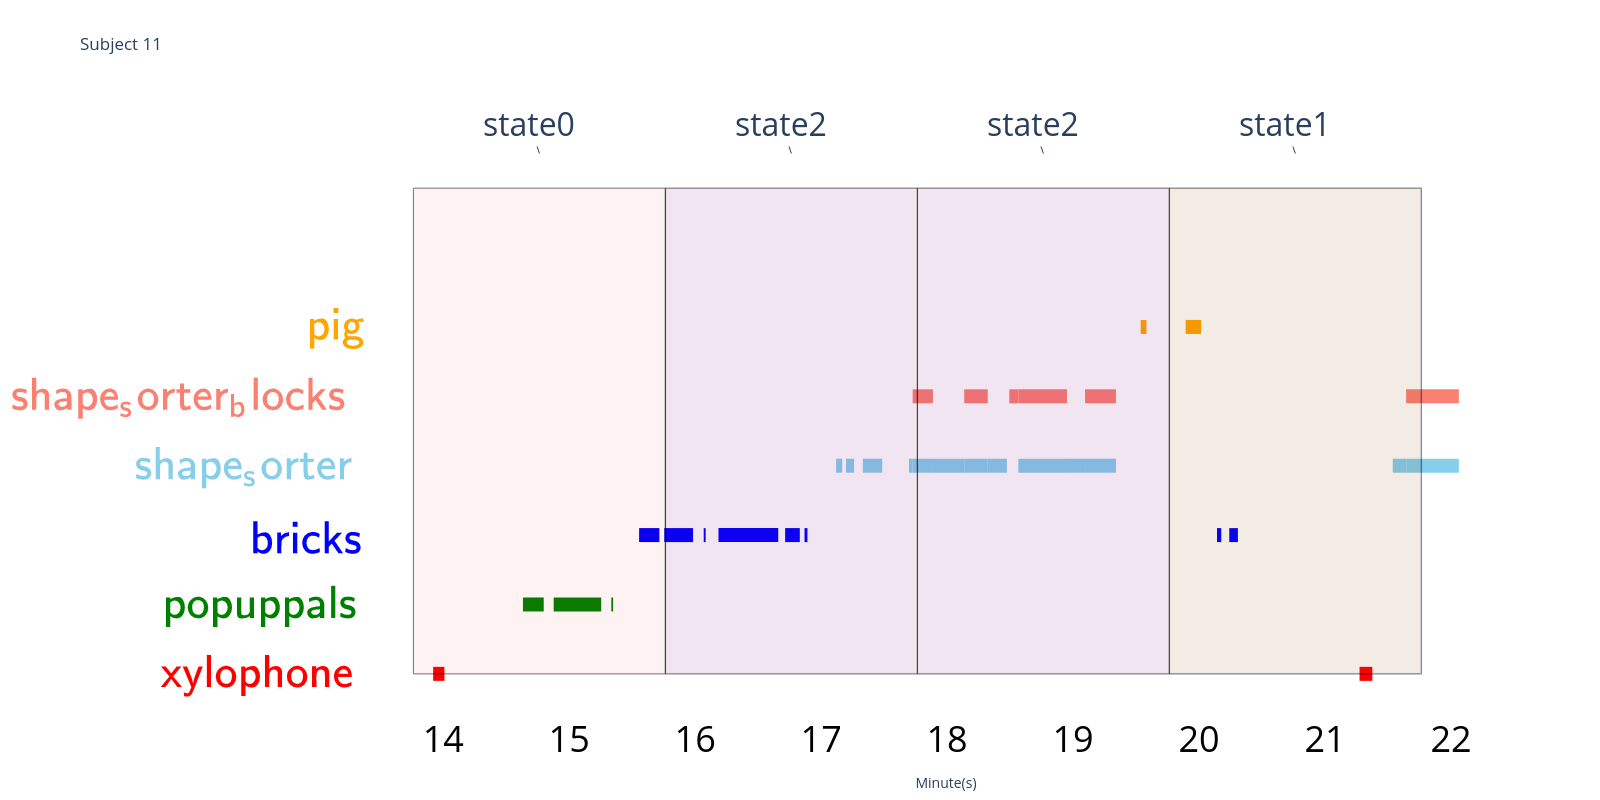 Subject 11
state0 state2 state2 state1
pig
shapesorterblocks
shapesorter
bricks
popuppals
xylophone
14 15 16 17 18 19 20 21 22
Minute(s)